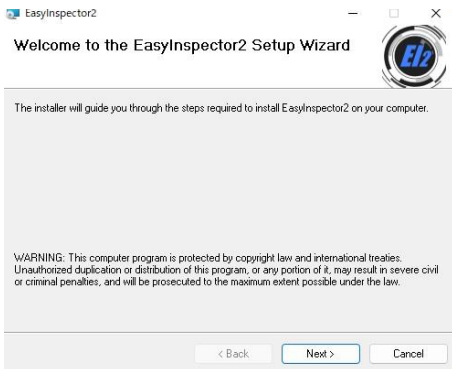 EasyInspector2
Welcome to the EasyInspector2 Setup Wizard
EI2
The installer will guide you through the steps required to install EasyInspector2 on your computer.
WARNING: This computer program is protected by copyright law and international treaties.
Unauthorized duplication or distribution of this program, or any portion of it, may result in severe civil
or criminal penalties, and will be prosecuted to the maximum extent possible under the law.
< Back
Next >
Cancel